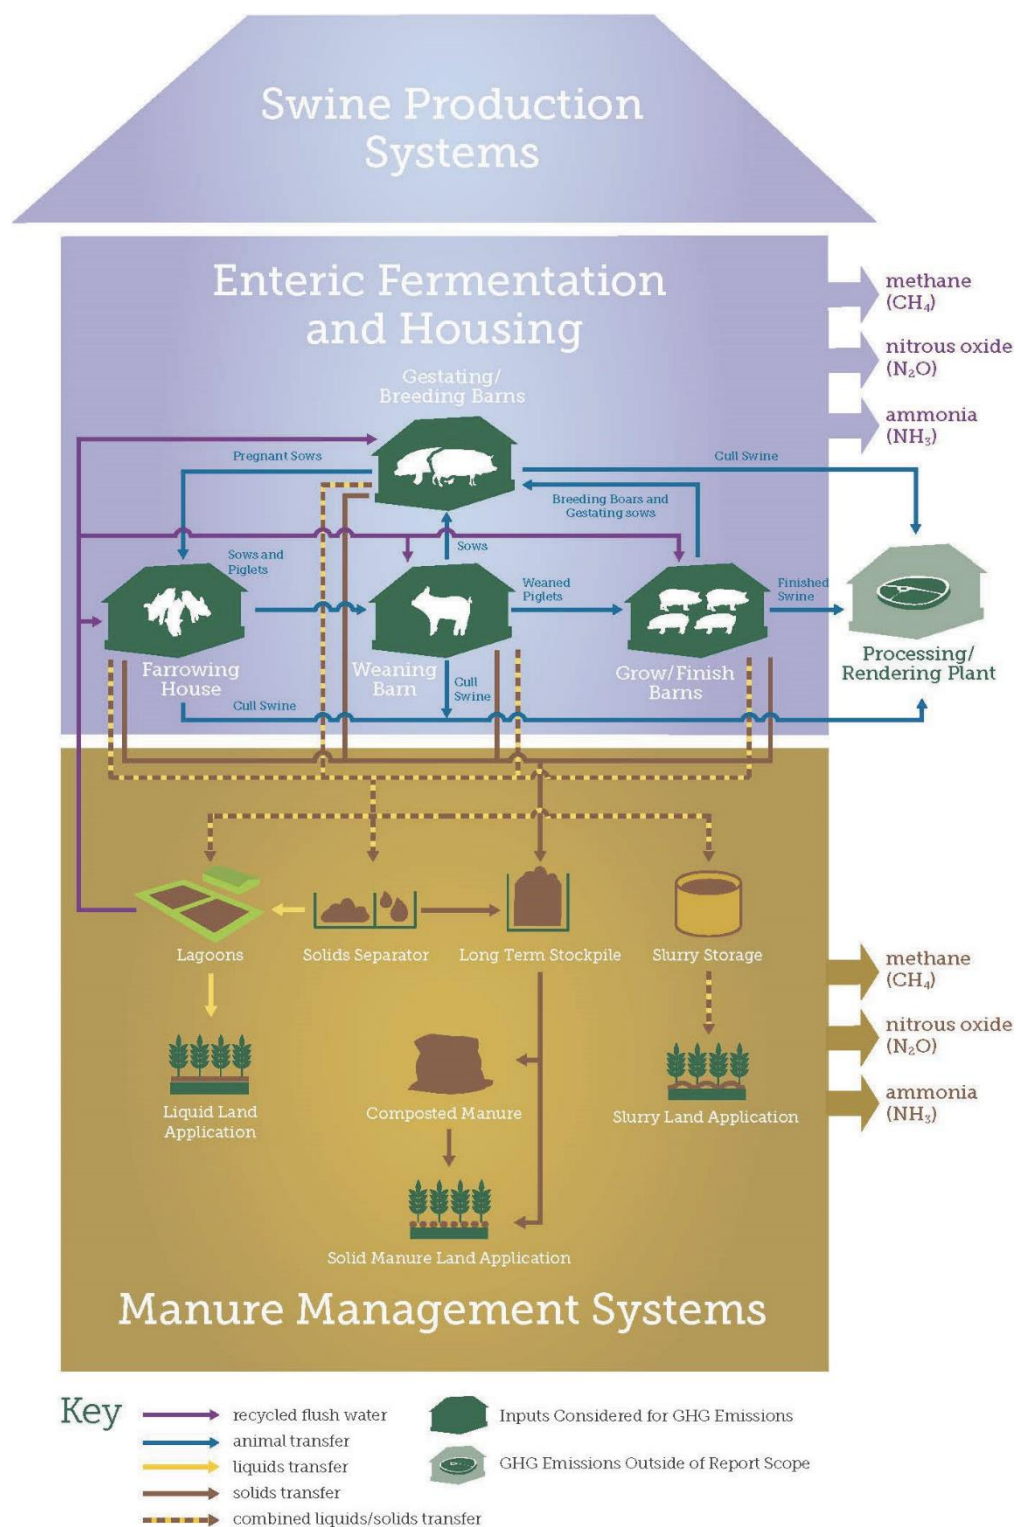 Swine Production
Systems
Enteric Fermentation
and Housing
methane
(CH₄)
nitrous oxide
(N₂O)
ammonia
(NH₃)
Gestating/
Breeding Barns
Pregnant Sows
Cull Swine
Breeding Boars and
Gestating sows
Sows and
Piglets
Sows
Weaned
Piglets
Finished
Swine
Farrowing
House
Weaning
Barn
Grow/Finish
Barns
Processing/
Rendering Plant
Cull
Swine
Cull Swine
Lagoons
Solids Separator
Long Term Stockpile
Slurry Storage
methane
(CH₄)
nitrous oxide
(N₂O)
ammonia
(NH₃)
Liquid Land
Application
Composted Manure
Slurry Land Application
Solid Manure Land Application
Manure Management Systems
Key
recycled flush water
animal transfer
liquids transfer
solids transfer
combined liquids/solids transfer
Inputs Considered for GHG Emissions
GHG Emissions Outside of Report Scope